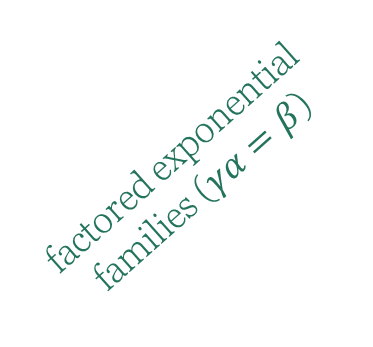 factored exponential
families (γα = β)